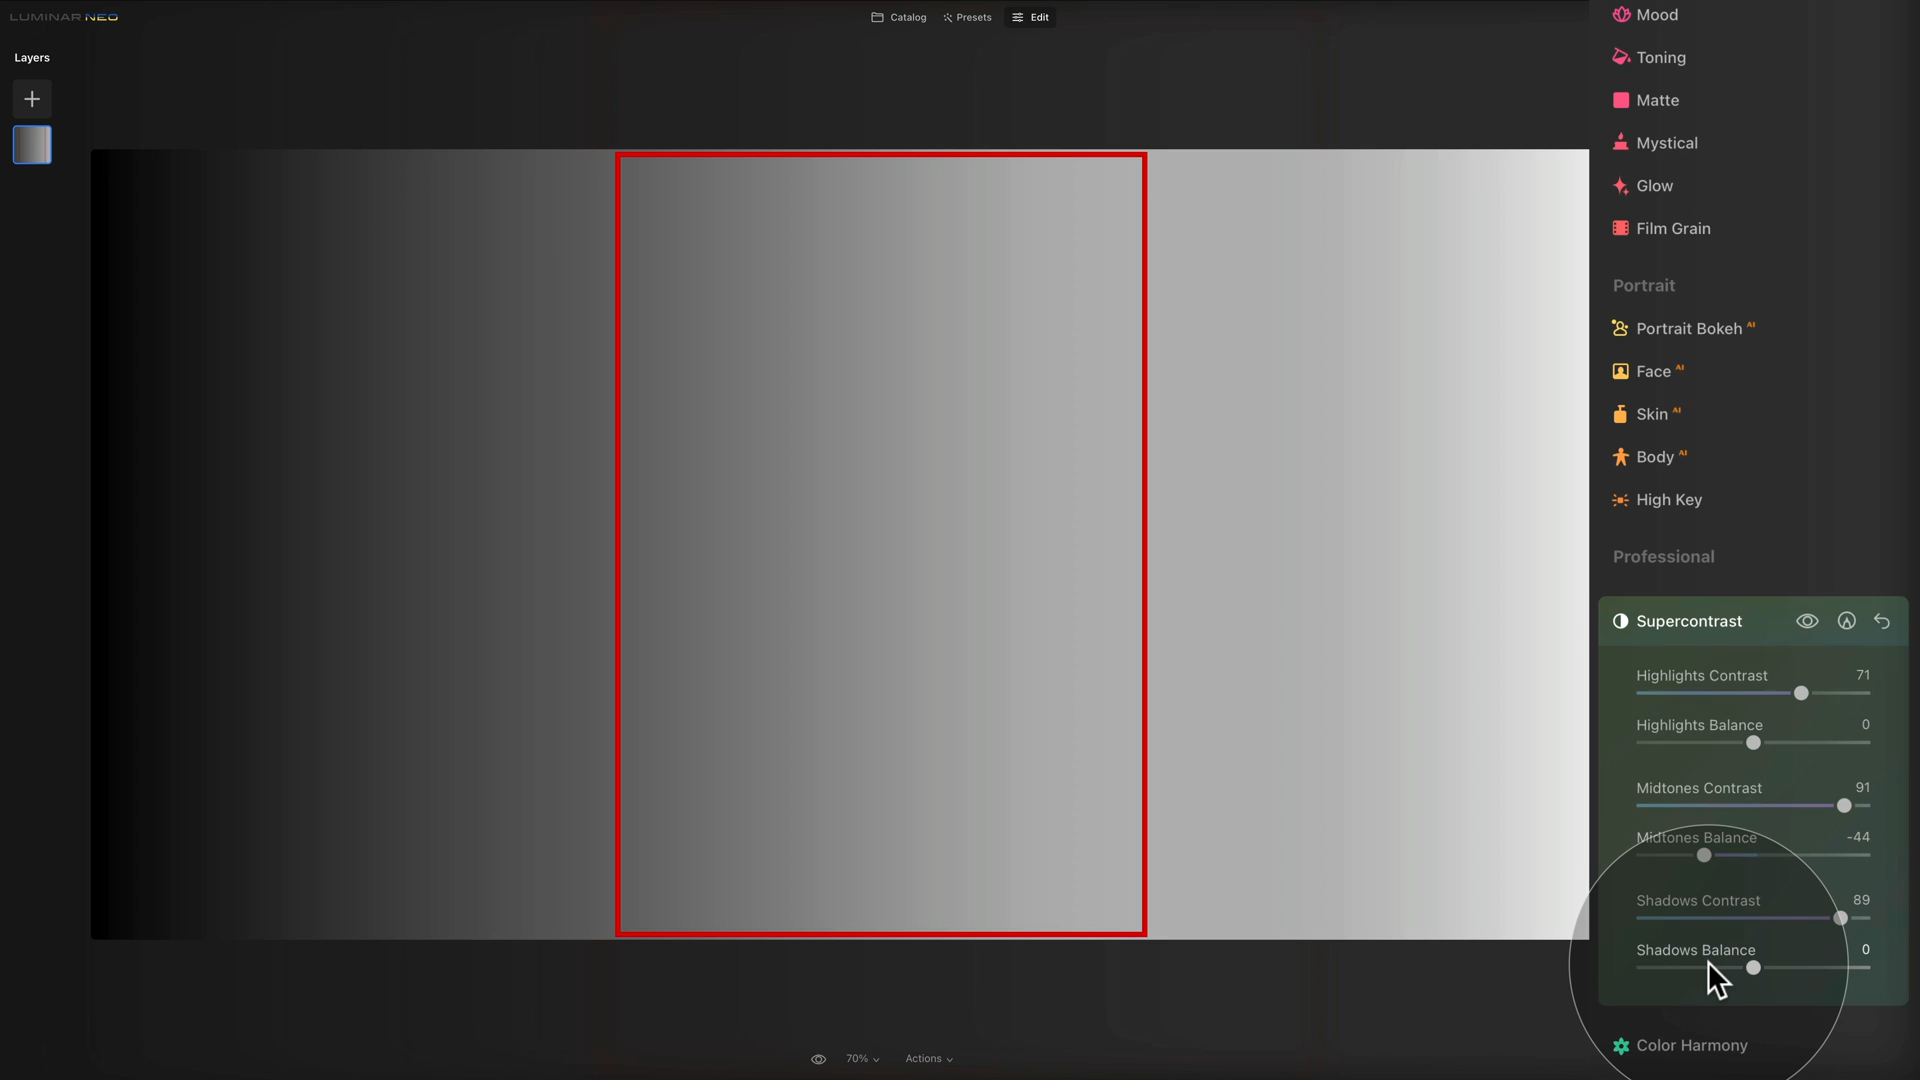 LUMINAR NEO
Catalog
Presets
Edit
Layers
Mood
Toning
Matte
Mystical
Glow
Film Grain
Portrait
Portrait Bokeh AI
Face AI
Skin AI
Body AI
High Key
Professional
Supercontrast
Highlights Contrast 71
Highlights Balance 0
Midtones Contrast 91
Midtones Balance -44
Shadows Contrast 89
Shadows Balance 0
Color Harmony
70%
Actions